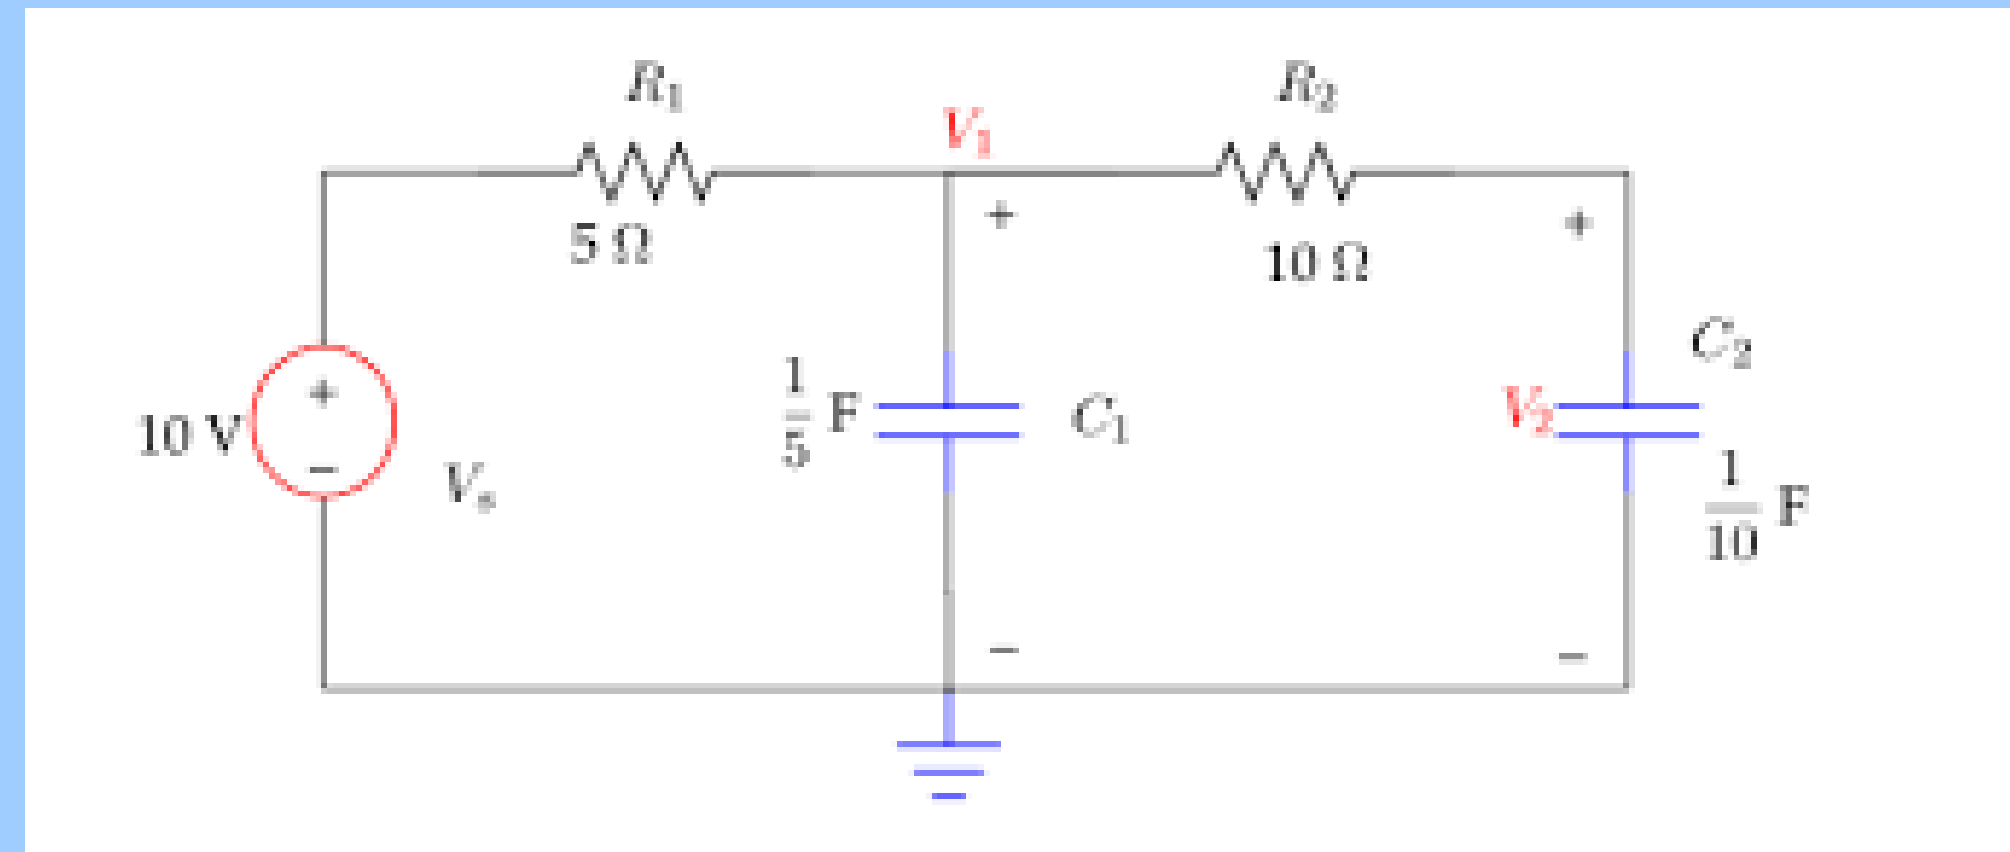 R₁
R₂
V₁
+
+
5 Ω
10 Ω
C₂
+
1/5 F
C₁
V₂
10 V
−
Vₛ
1/10 F
−
−